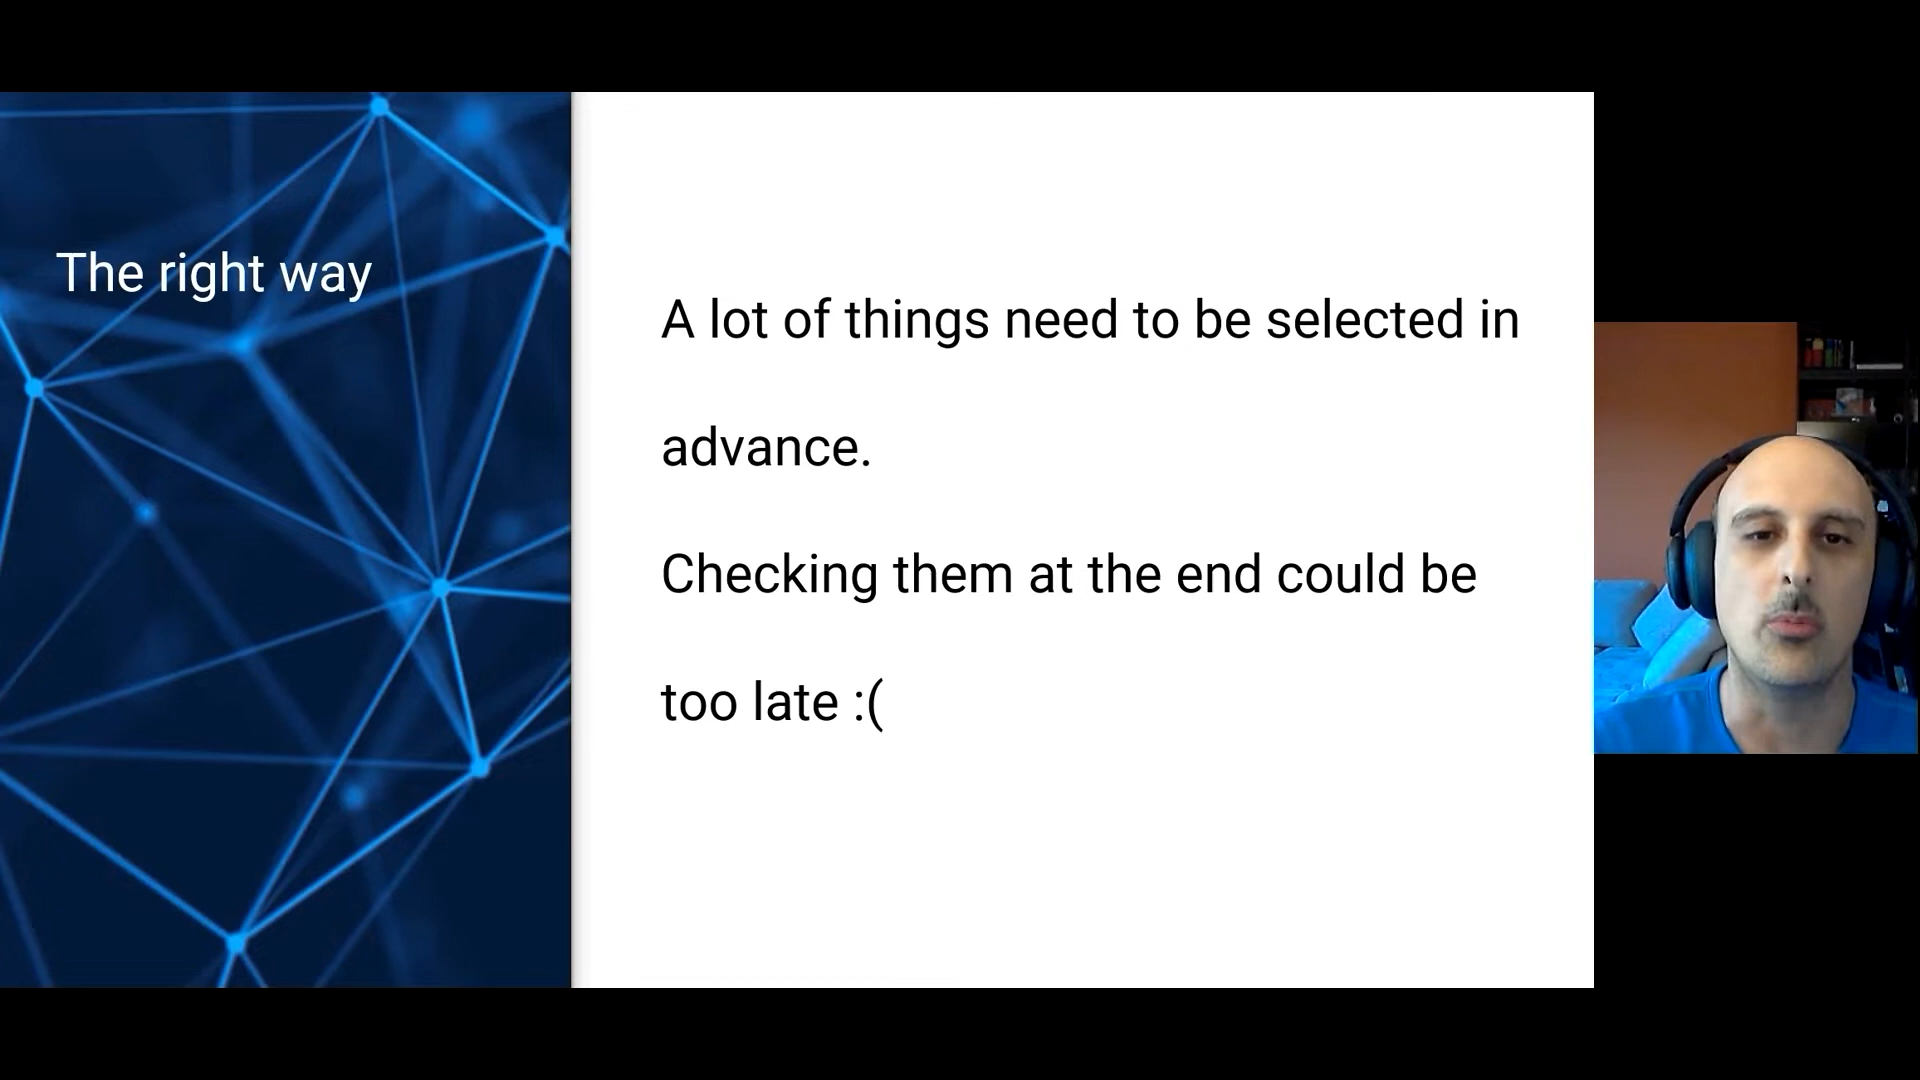 The right way
A lot of things need to be selected in
advance.
Checking them at the end could be
too late :(